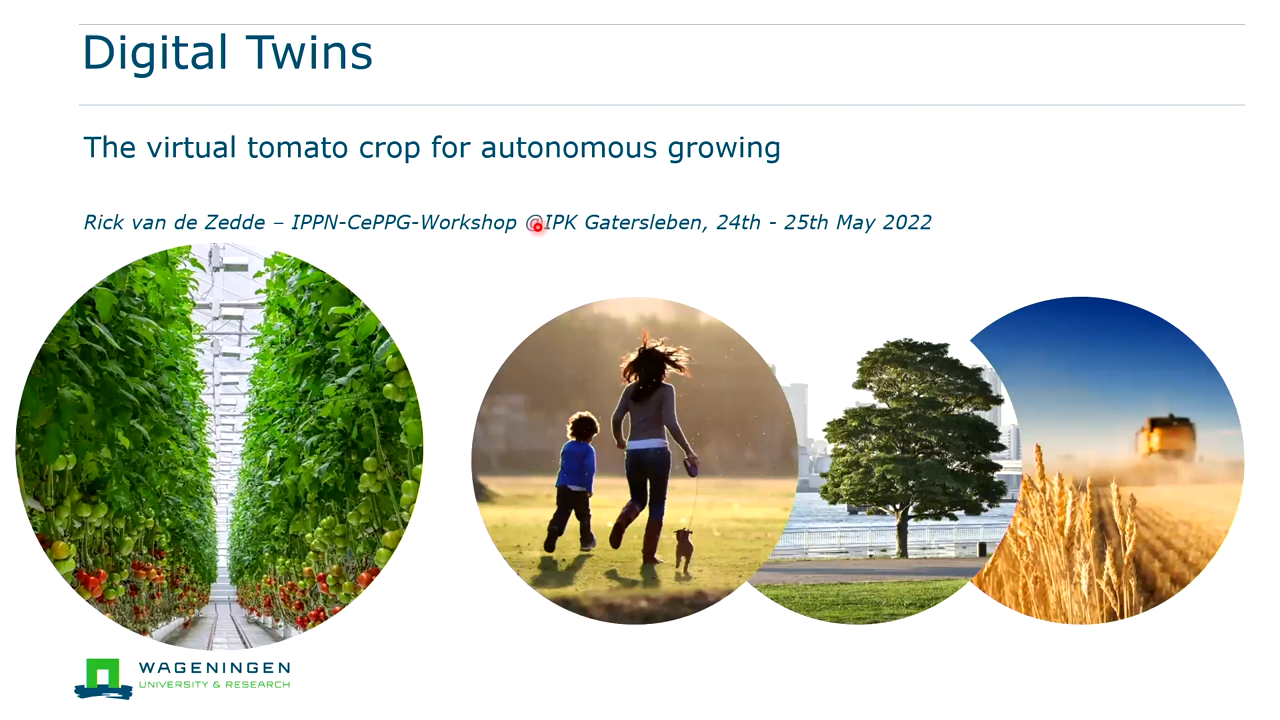 Digital Twins
The virtual tomato crop for autonomous growing
Rick van de Zedde – IPPN-CePPG-Workshop @IPK Gatersleben, 24th - 25th May 2022
WAGENINGEN
UNIVERSITY & RESEARCH